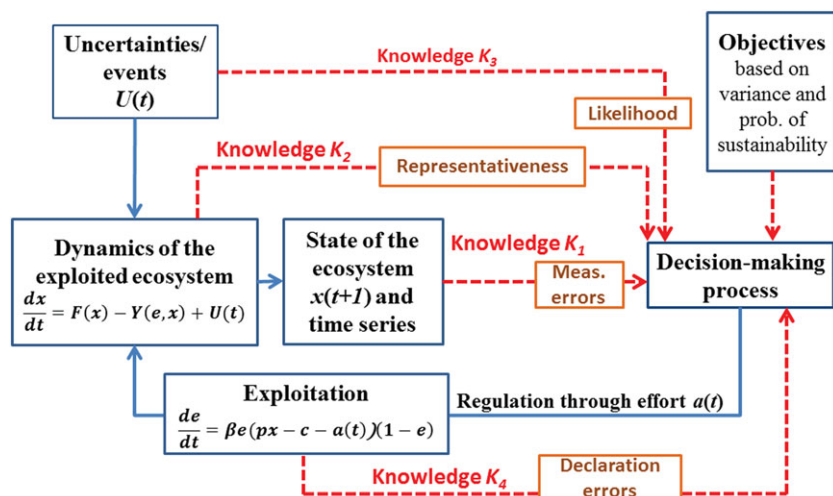 Uncertainties/
events
U(t)
Knowledge K₃
Objectives
based on
variance and
prob. of
sustainability
Likelihood
Knowledge K₂
Representativeness
Dynamics of the
exploited ecosystem
dx/dt = F(x) − Y(e, x) + U(t)
State of the
ecosystem
x(t+1) and
time series
Knowledge K₁
Meas.
errors
Decision-making
process
Exploitation
de/dt = βe(px − c − a(t))(1 − e)
Regulation through effort a(t)
Knowledge K₄
Declaration
errors